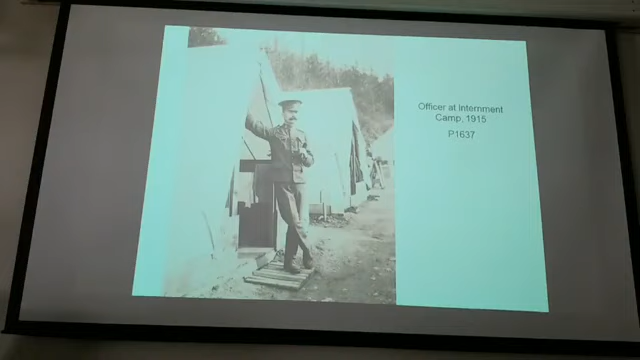 Officer at Internment
Camp, 1915
P1637